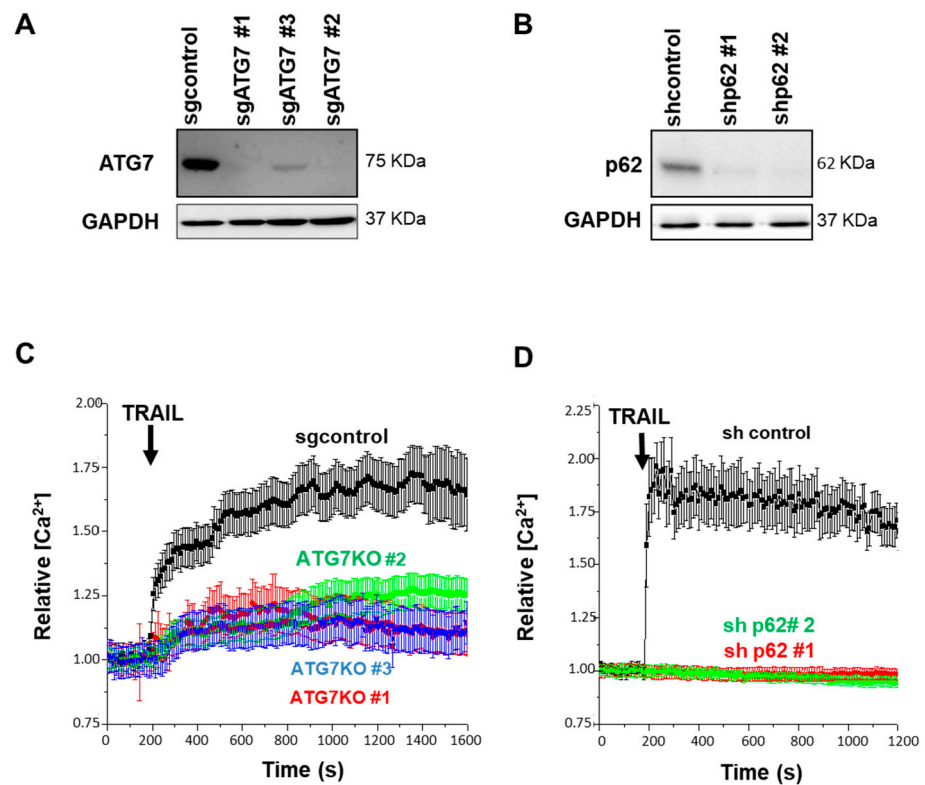 A
sgcontrol
sgATG7 #1
sgATG7 #3
sgATG7 #2
ATG7
75 KDa
GAPDH
37 KDa
B
shcontrol
shp62 #1
shp62 #2
p62
62 KDa
GAPDH
37 KDa
C
2.00
1.75
1.50
1.25
1.00
0.75
Relative [Ca2+]
TRAIL
sgcontrol
ATG7KO #2
ATG7KO #3
ATG7KO #1
0 200 400 600 800 1000 1200 1400 1600
Time (s)
D
2.25
2.00
1.75
1.50
1.25
1.00
0.75
Relative [Ca2+]
TRAIL
sh control
sh p62# 2
sh p62 #1
0 200 400 600 800 1000 1200
Time (s)